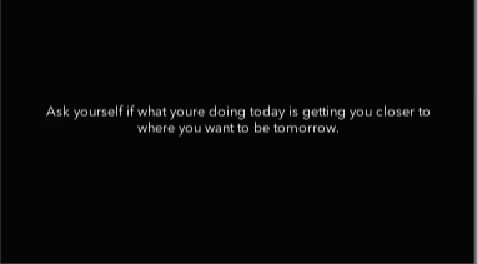 Ask yourself if what youre doing today is getting you closer to
where you want to be tomorrow.